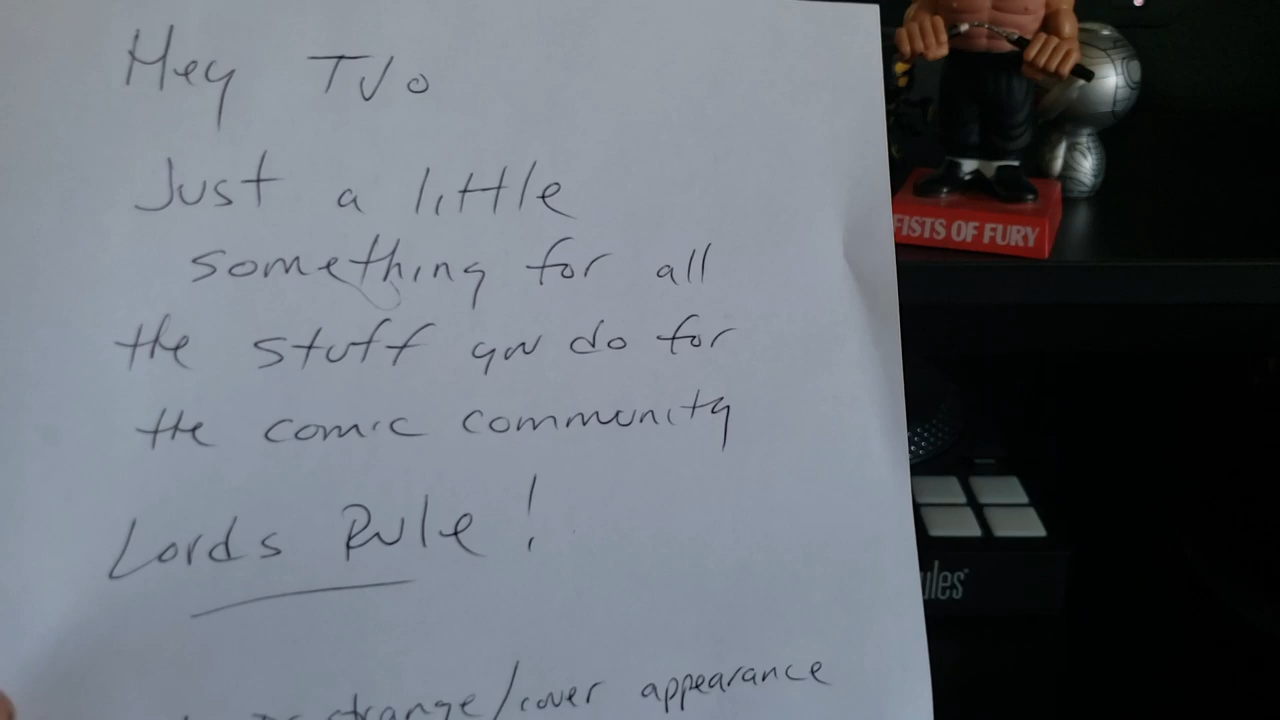 Hey TVo
Just a little
something for all
the stuff you do for
the comic community
Lords Rule!
strange/cover appearance
FISTS OF FURY
ules